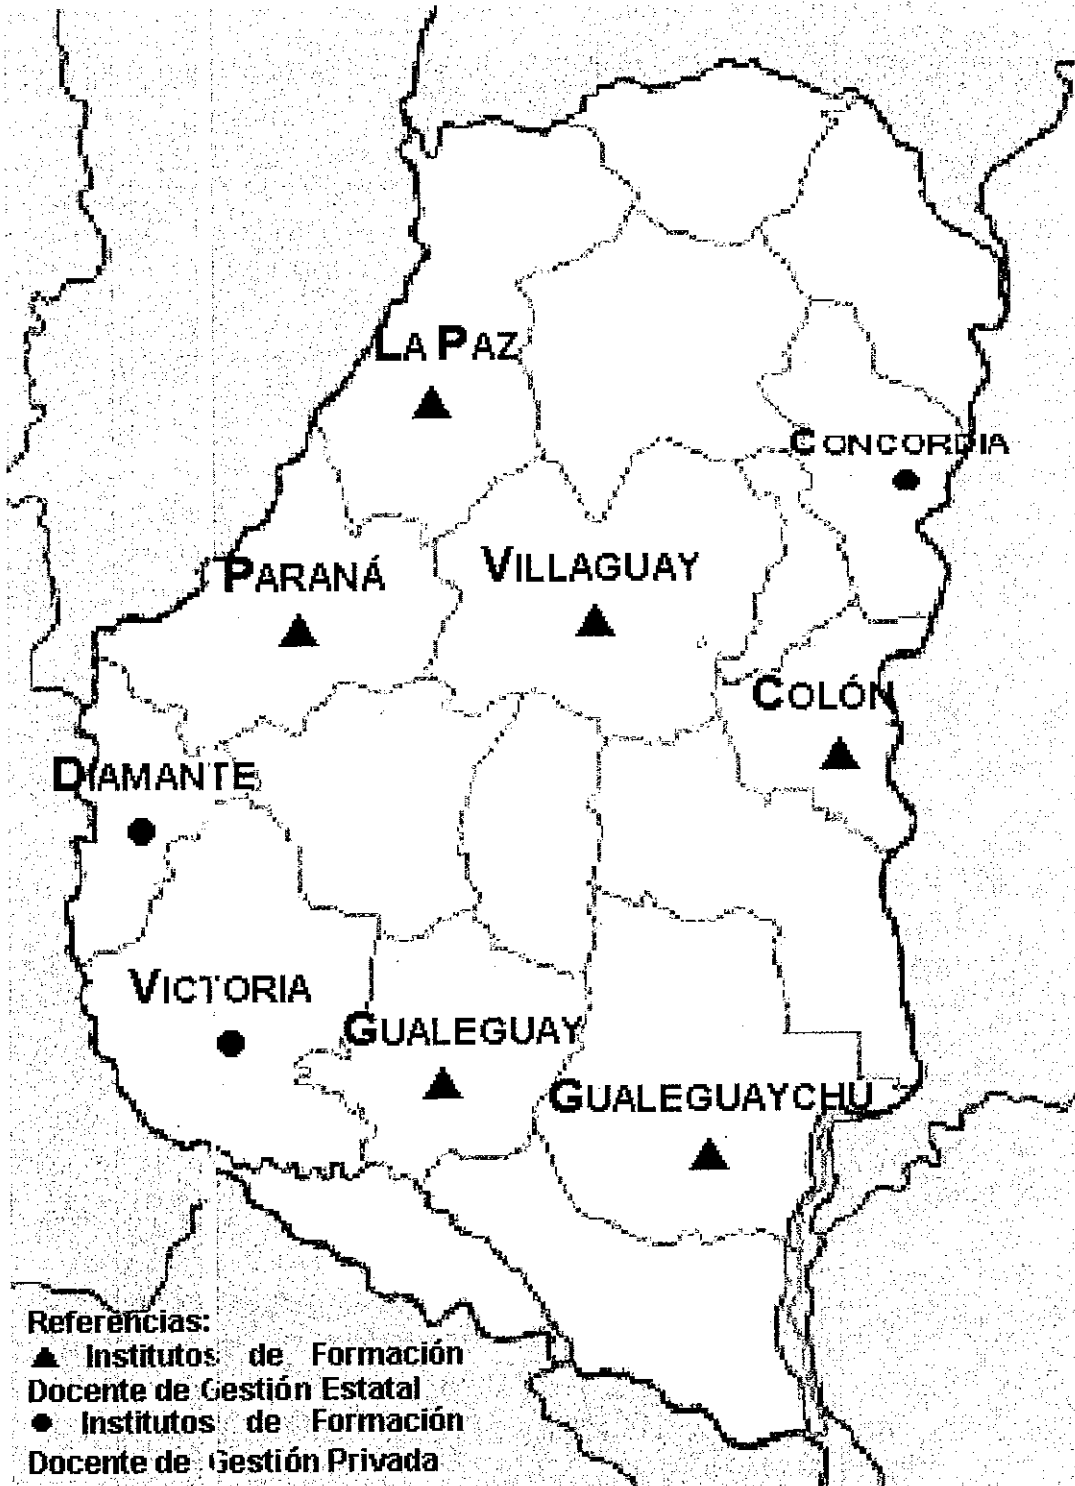 LA PAZ
CONCORDIA
PARANÁ
VILLAGUAY
COLÓN
DIAMANTE
VICTORIA
GUALEGUAY
GUALEGUAYCHÚ
Referencias:
▲ Institutos de Formación
Docente de Gestión Estatal
● Institutos de Formación
Docente de Gestión Privada